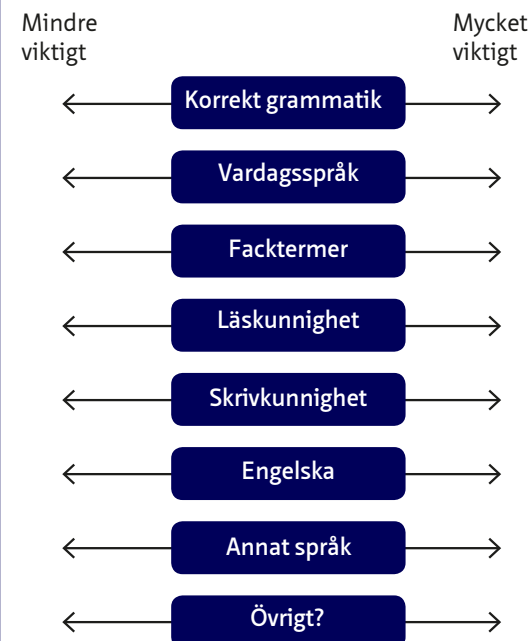 Mindre
viktigt
Mycket
viktigt
Korrekt grammatik
Vardagsspråk
Facktermer
Läskunnighet
Skrivkunnighet
Engelska
Annat språk
Övrigt?